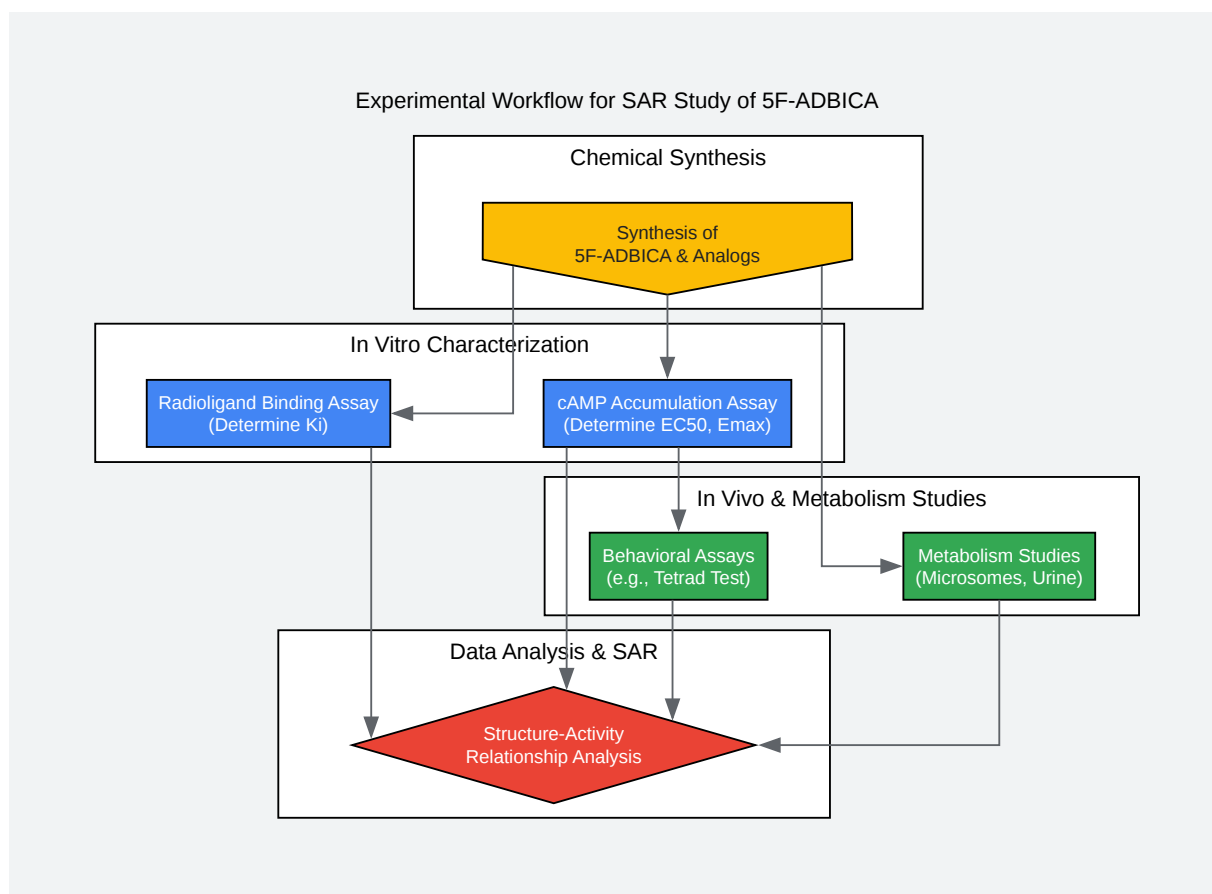 Experimental Workflow for SAR Study of 5F-ADBICA
Chemical Synthesis
Synthesis of
5F-ADBICA & Analogs
In Vitro Characterization
Radioligand Binding Assay
(Determine Ki)
cAMP Accumulation Assay
(Determine EC50, Emax)
In Vivo & Metabolism Studies
Behavioral Assays
(e.g., Tetrad Test)
Metabolism Studies
(Microsomes, Urine)
Data Analysis & SAR
Structure-Activity
Relationship Analysis